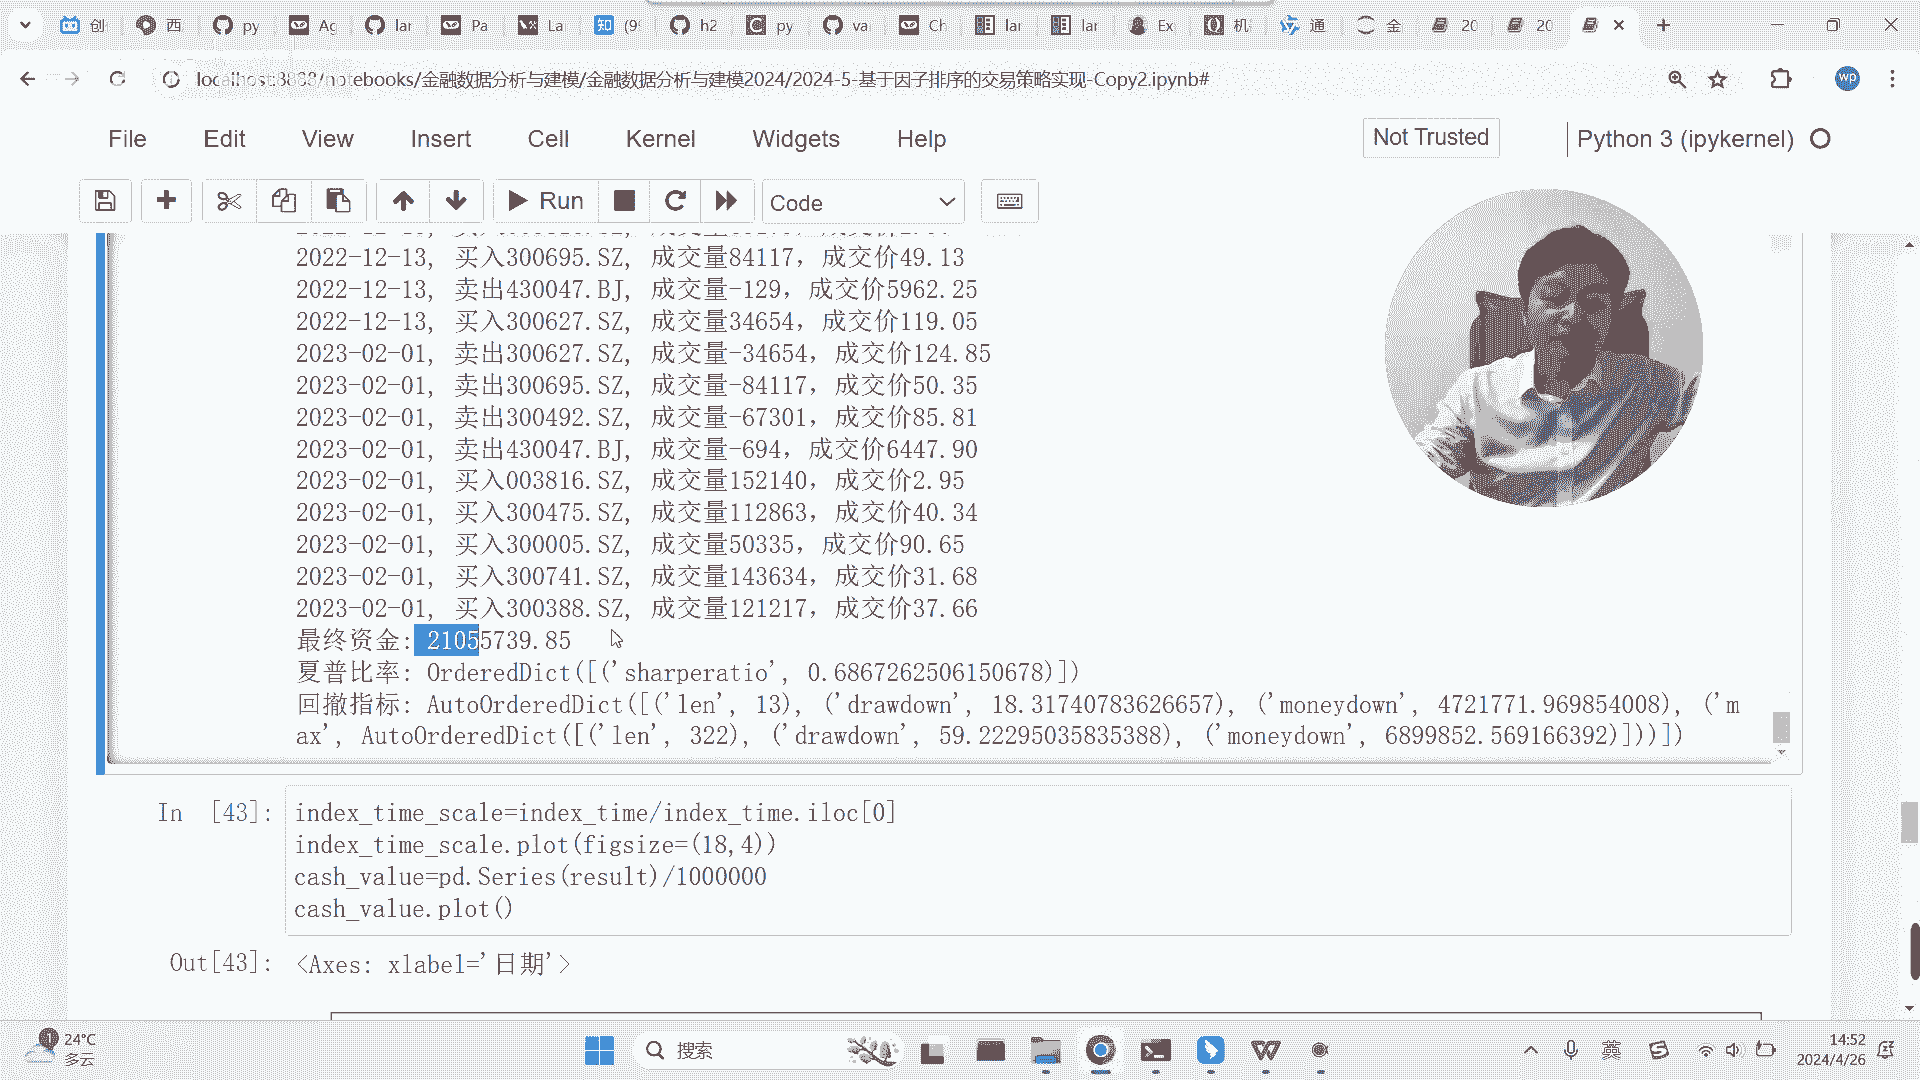 创 西 py Ag lar Pa La 知 (9 h2 py va Ch lar lar Ex 机 通 金 20 20
localhost:8888/notebooks/金融数据分析与建模/金融数据分析与建模2024/2024-5-基于因子排序的交易策略实现-Copy2.ipynb#
wp
File Edit View Insert Cell Kernel Widgets Help Not Trusted Python 3 (ipykernel)
Run Code
2022-12-13, 买入300695.SZ, 成交量84117, 成交价49.13
2022-12-13, 卖出430047.BJ, 成交量-129, 成交价5962.25
2022-12-13, 买入300627.SZ, 成交量34654, 成交价119.05
2023-02-01, 卖出300627.SZ, 成交量-34654, 成交价124.85
2023-02-01, 卖出300695.SZ, 成交量-84117, 成交价50.35
2023-02-01, 卖出300492.SZ, 成交量-67301, 成交价85.81
2023-02-01, 卖出430047.BJ, 成交量-694, 成交价6447.90
2023-02-01, 买入003816.SZ, 成交量152140, 成交价2.95
2023-02-01, 买入300475.SZ, 成交量112863, 成交价40.34
2023-02-01, 买入300005.SZ, 成交量50335, 成交价90.65
2023-02-01, 买入300741.SZ, 成交量143634, 成交价31.68
2023-02-01, 买入300388.SZ, 成交量121217, 成交价37.66
最终资金: 21055739.85
夏普比率: OrderedDict([('sharperatio', 0.6867262506150678)])
回撤指标: AutoOrderedDict([('len', 13), ('drawdown', 18.31740783626657), ('moneydown', 4721771.969854008), ('m
ax', AutoOrderedDict([('len', 322), ('drawdown', 59.22295035835388), ('moneydown', 6899852.569166392)]))])
In [43]: index_time_scale=index_time/index_time.iloc[0]
index_time_scale.plot(figsize=(18,4))
cash_value=pd.Series(result)/1000000
cash_value.plot()
Out[43]: <Axes: xlabel='日期'>
1
24°C
多云
搜索
英
14:52
2024/4/26